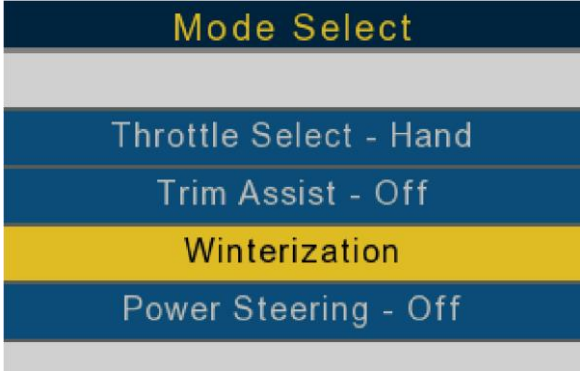 Mode Select
Throttle Select - Hand
Trim Assist - Off
Winterization
Power Steering - Off